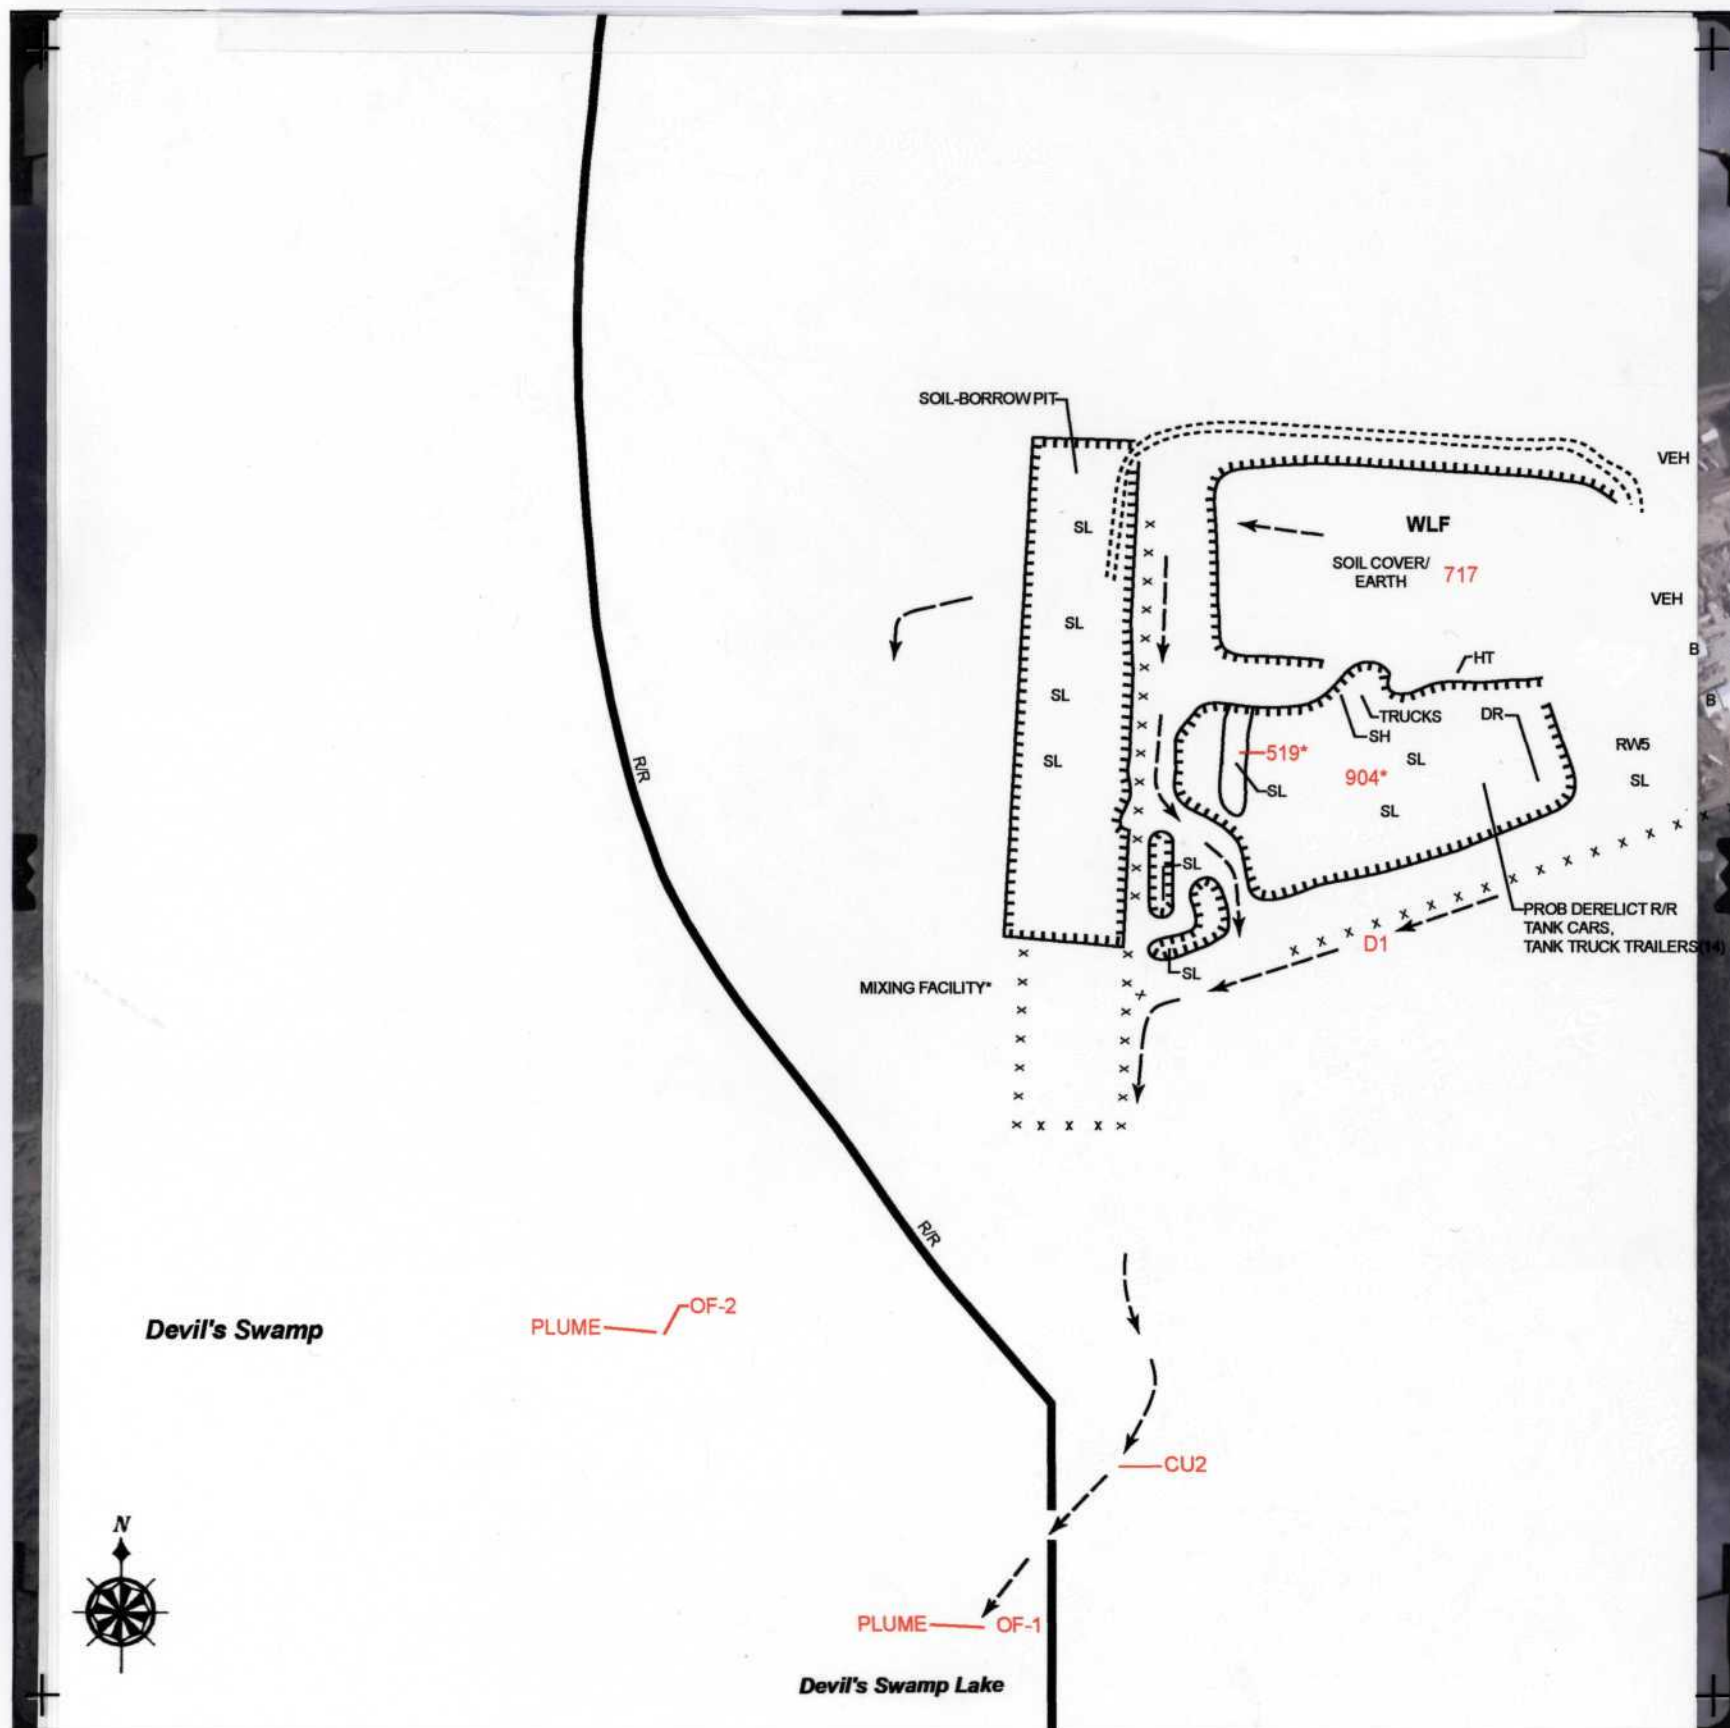 SOIL-BORROW PIT
VEH
WLF
SL
SOIL COVER/
EARTH
717
VEH
SL
B
HT
SL
B
TRUCKS
DR
SH
RW5
519*
SL
SL
904*
SL
SL
SL
R/R
SL
PROB DERELICT R/R
TANK CARS,
TANK TRUCK TRAILERS(14)
D1
SL
MIXING FACILITY*
R/R
OF-2
PLUME
Devil's Swamp
CU2
N
PLUME
OF-1
Devil's Swamp Lake